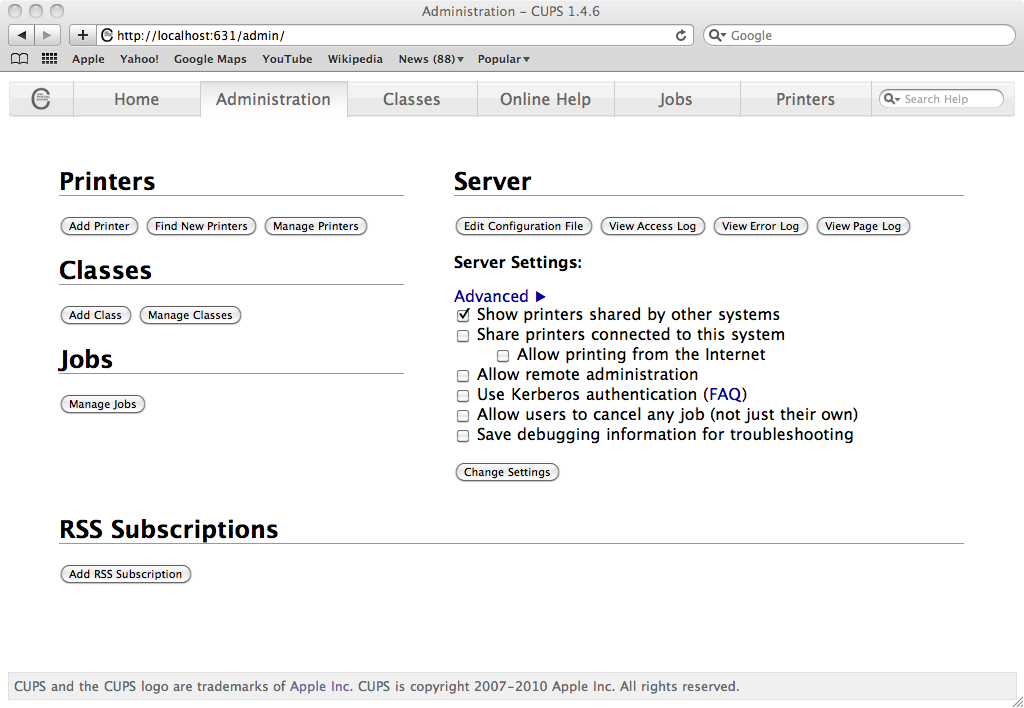 Administration – CUPS 1.4.6
http://localhost:631/admin/
Google
Apple Yahoo! Google Maps YouTube Wikipedia News (88)▾ Popular▾
Home Administration Classes Online Help Jobs Printers Search Help
Printers
Add Printer Find New Printers Manage Printers
Classes
Add Class Manage Classes
Jobs
Manage Jobs
Server
Edit Configuration File View Access Log View Error Log View Page Log
Server Settings:
Advanced ▶
Show printers shared by other systems
Share printers connected to this system
Allow printing from the Internet
Allow remote administration
Use Kerberos authentication (FAQ)
Allow users to cancel any job (not just their own)
Save debugging information for troubleshooting
Change Settings
RSS Subscriptions
Add RSS Subscription
CUPS and the CUPS logo are trademarks of Apple Inc. CUPS is copyright 2007–2010 Apple Inc. All rights reserved.